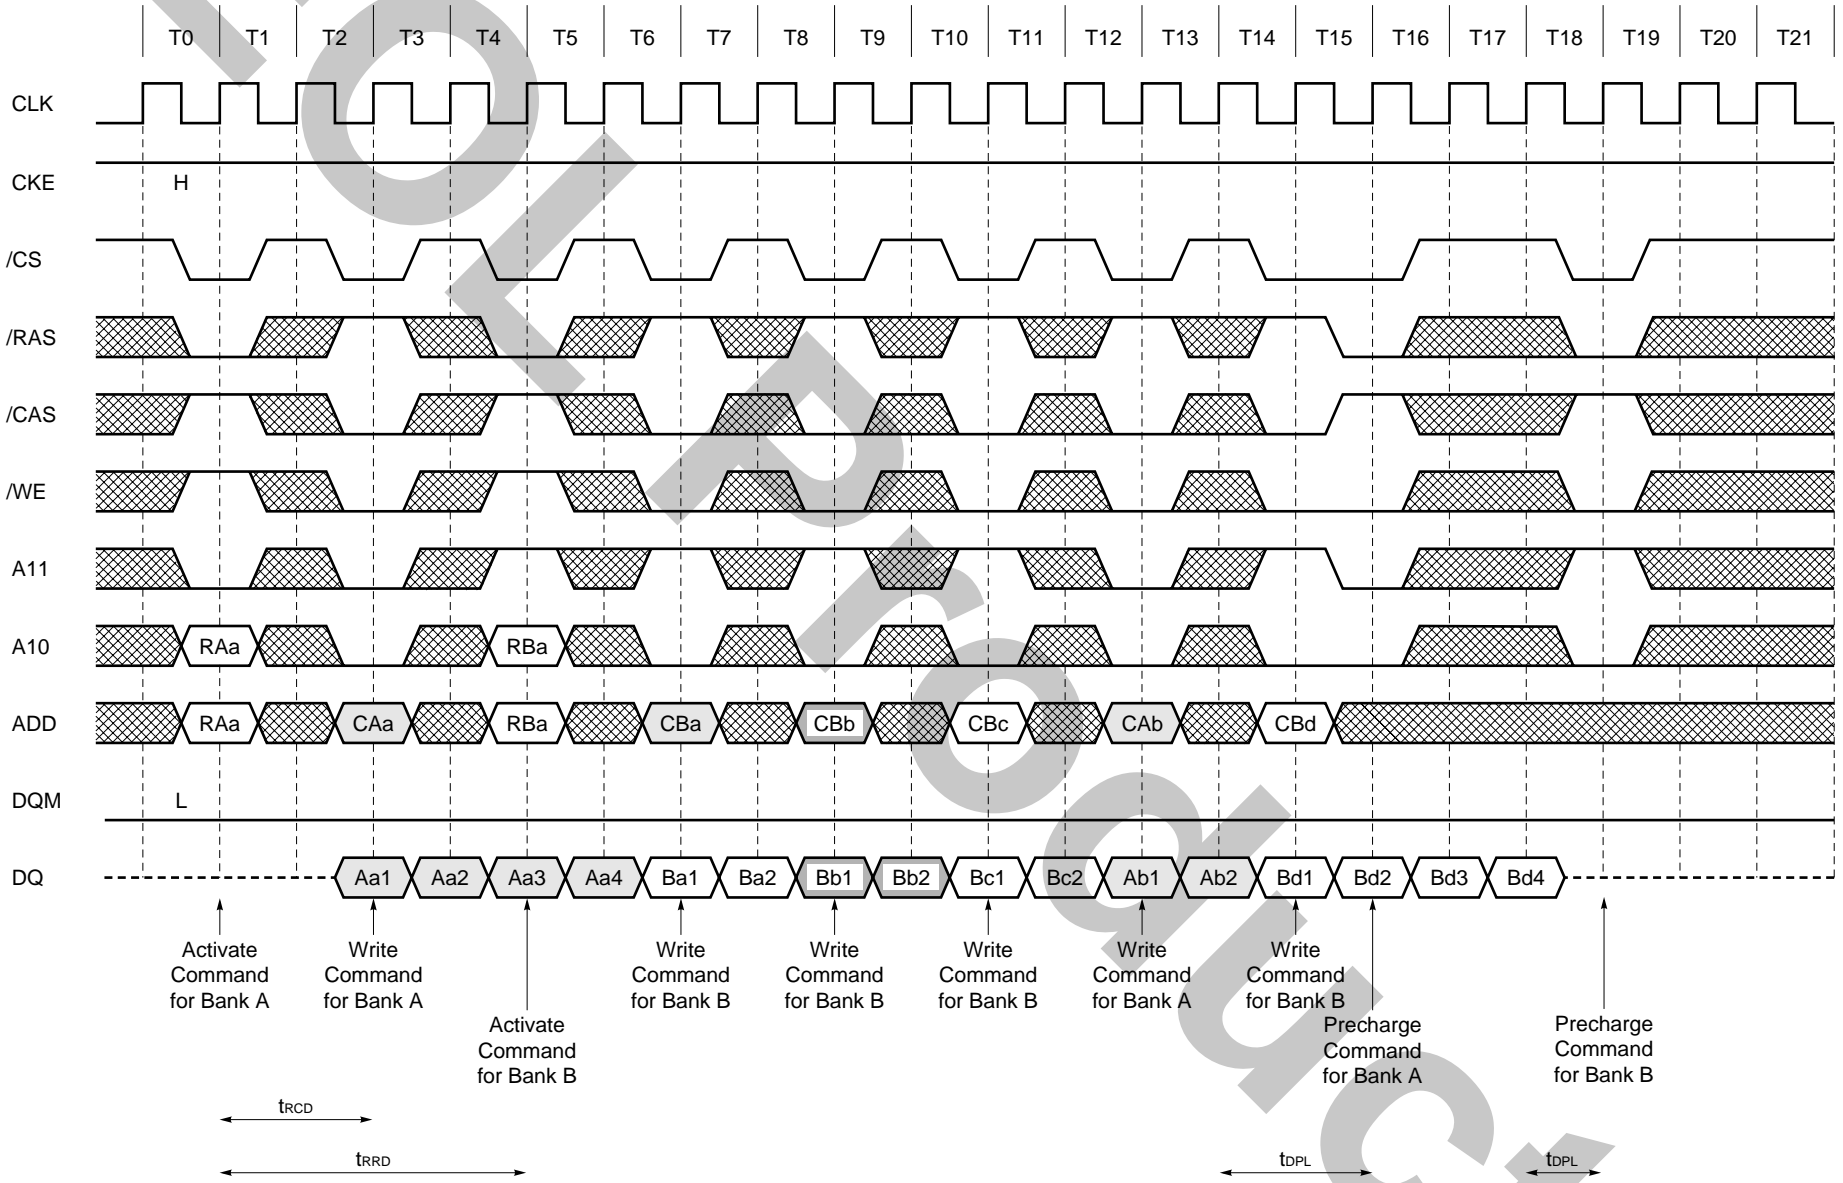 T0 T1 T2 T3 T4 T5 T6 T7 T8 T9 T10 T11 T12 T13 T14 T15 T16 T17 T18 T19 T20 T21
CLK
CKE H
/CS
/RAS
/CAS
/WE
A11
A10 RAa RBa
ADD RAa CAa RBa CBa CBb CBc CAb CBd
DQM L
DQ Aa1 Aa2 Aa3 Aa4 Ba1 Ba2 Bb1 Bb2 Bc1 Bc2 Ab1 Ab2 Bd1 Bd2 Bd3 Bd4
Activate
Command
for Bank A
Write
Command
for Bank A
Activate
Command
for Bank B
Write
Command
for Bank B
Write
Command
for Bank B
Write
Command
for Bank B
Write
Command
for Bank A
Write
Command
for Bank B
Precharge
Command
for Bank A
Precharge
Command
for Bank B
tRCD
tRRD
tDPL
tDPL
EOL Product